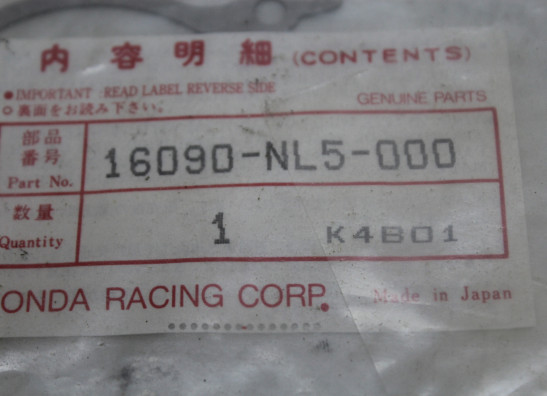 内容明細 (CONTENTS)
●IMPORTANT READ LABEL REVERSE SIDE
○裏面をお読み下さい。
GENUINE PARTS
部品
番号
Part No.
16090-NL5-000
数量
Quantity
1
K4B01
ONDA RACING CORP.
Made in Japan